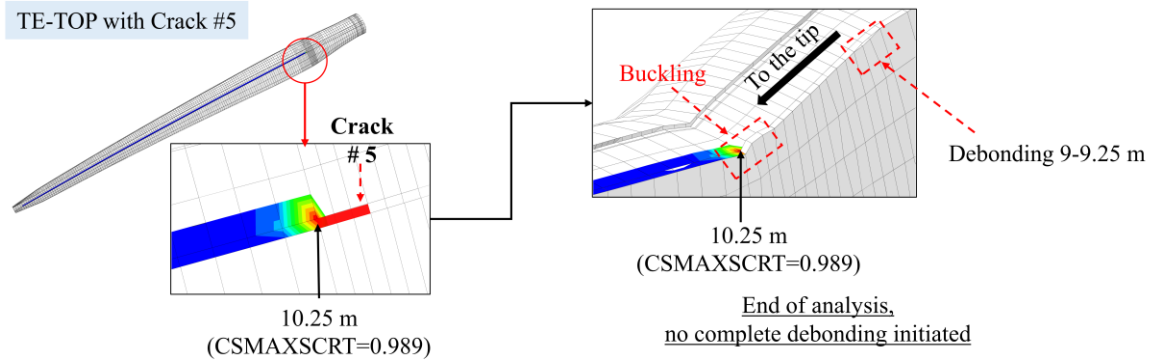 TE-TOP with Crack #5
Crack
# 5
10.25 m
(CSMAXSCRT=0.989)
Buckling
To the tip
Debonding 9-9.25 m
10.25 m
(CSMAXSCRT=0.989)
End of analysis,
no complete debonding initiated